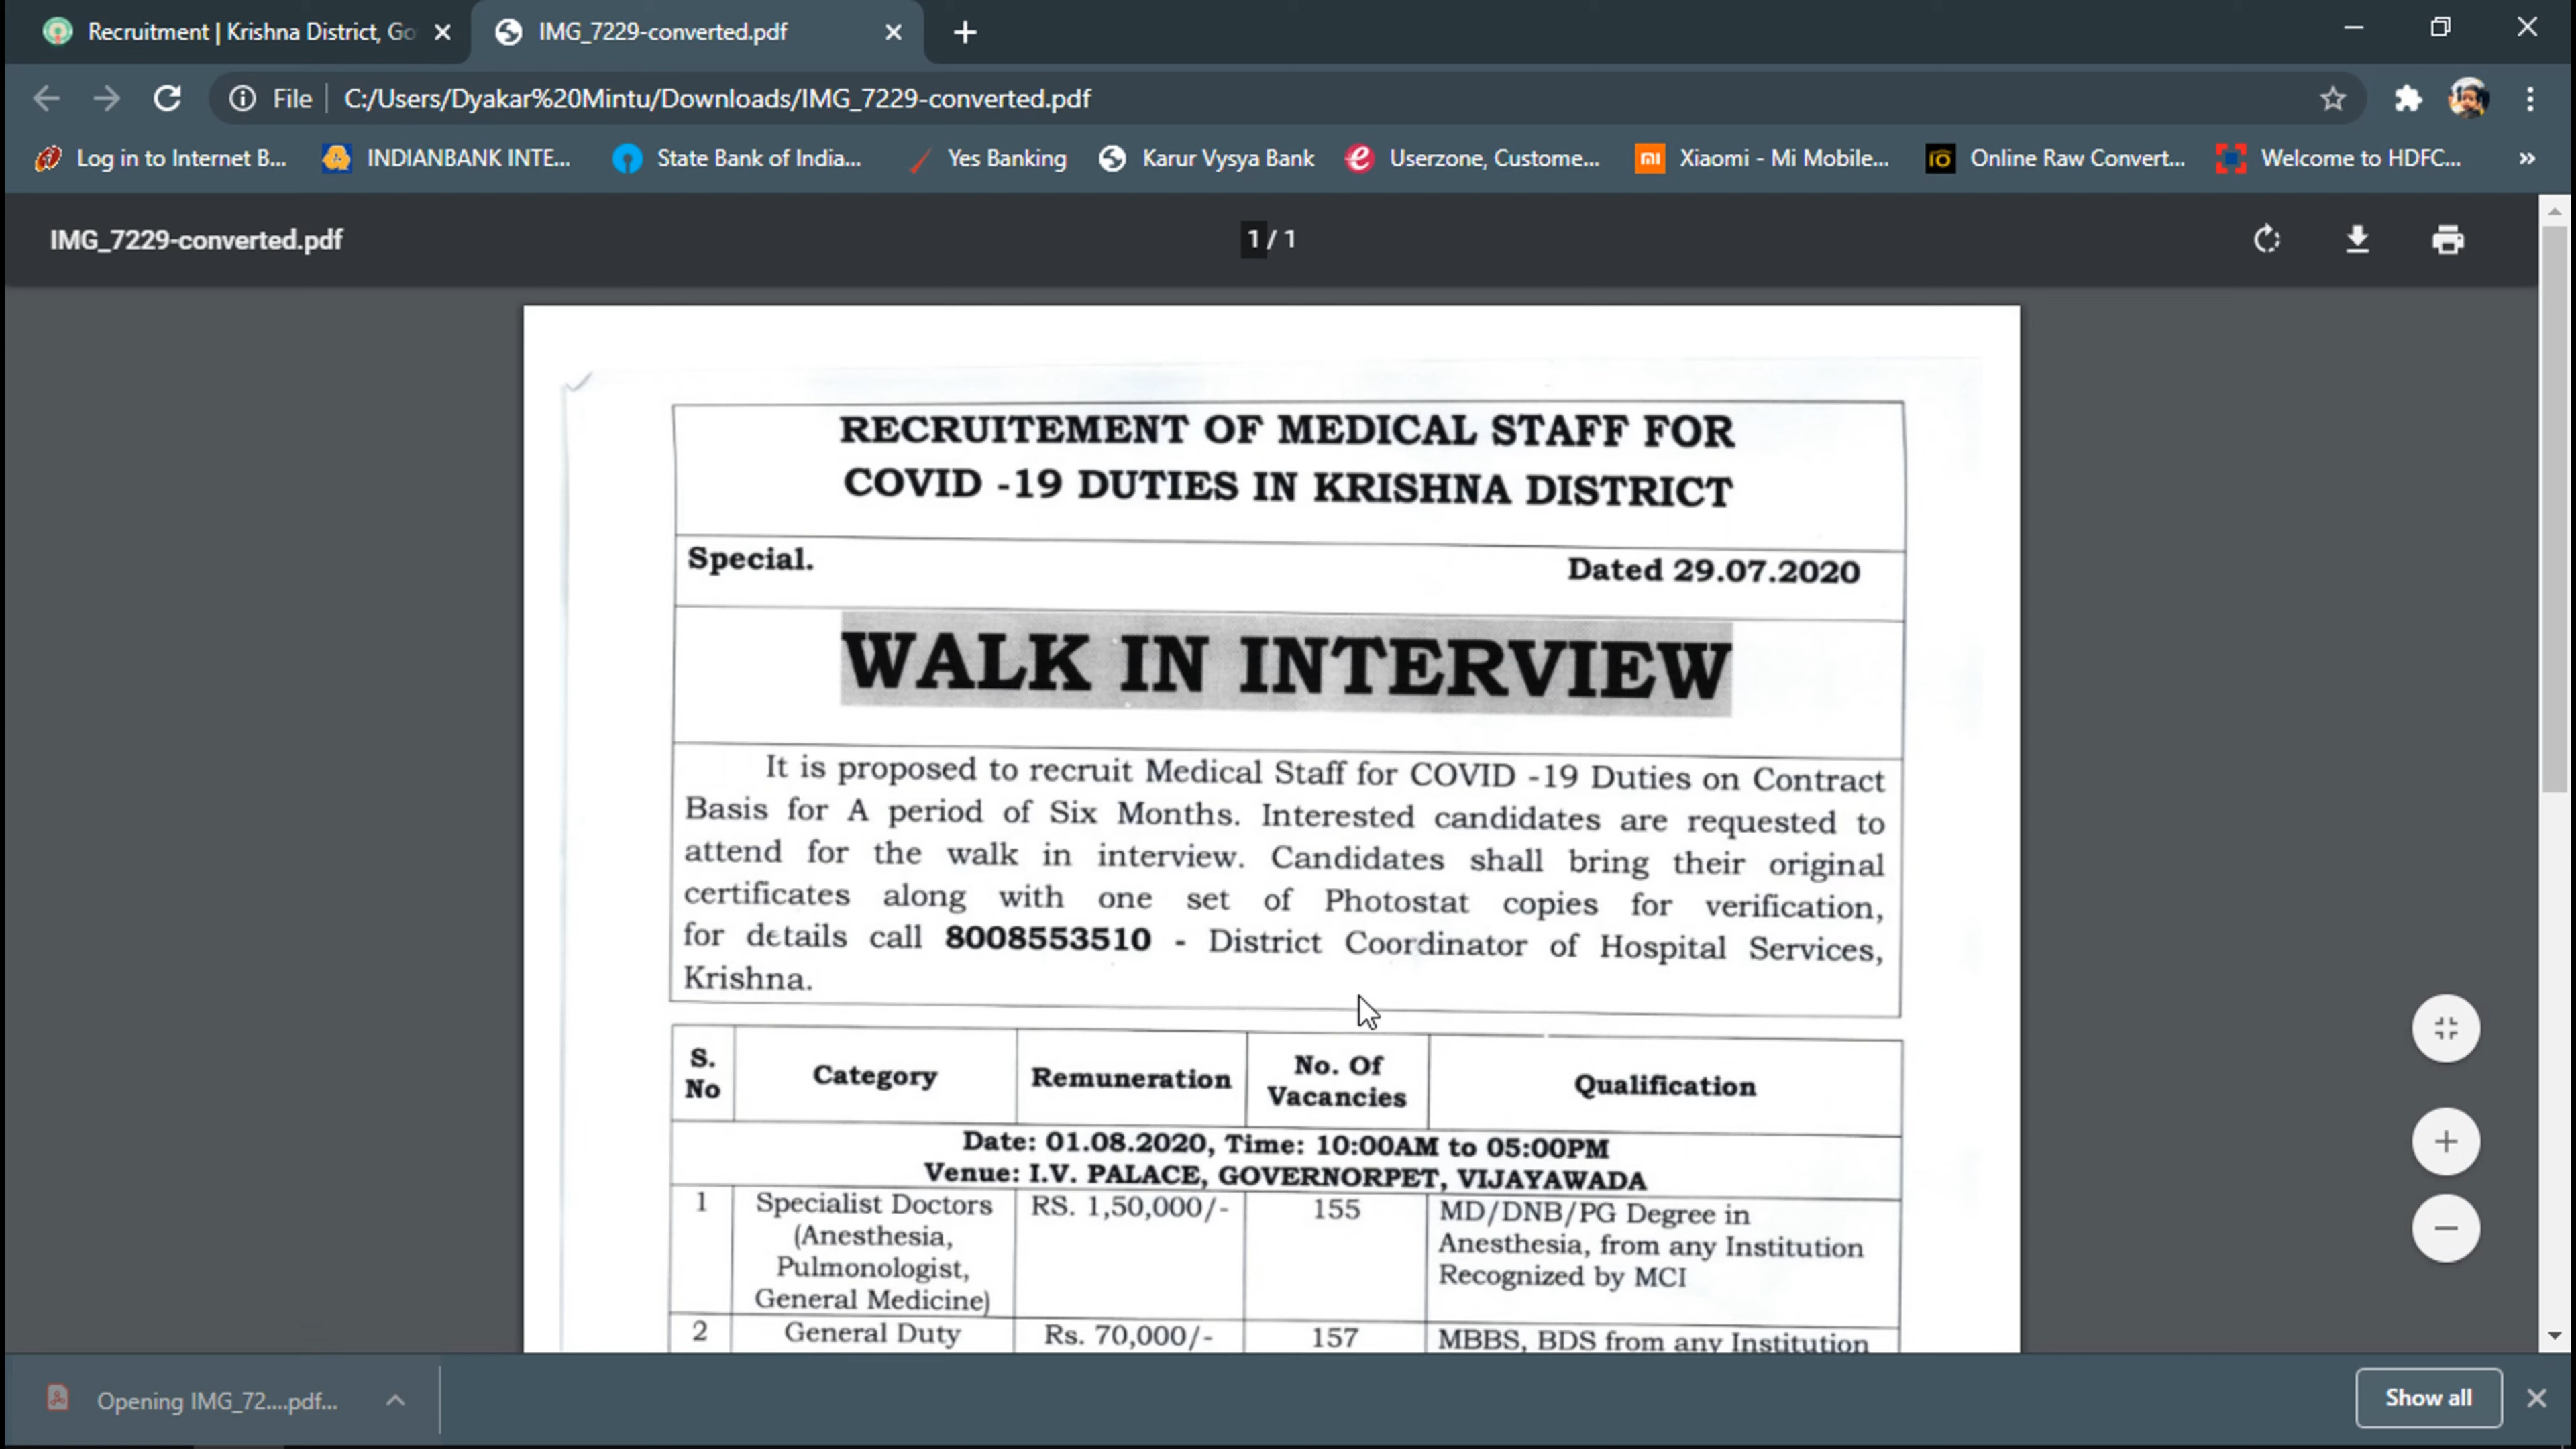 Recruitment | Krishna District, Go
IMG_7229-converted.pdf
File
C:/Users/Dyakar%20Mintu/Downloads/IMG_7229-converted.pdf
Log in to Internet B...
INDIANBANK INTE...
State Bank of India...
Yes Banking
Karur Vysya Bank
Userzone, Custome...
Xiaomi - Mi Mobile...
Online Raw Convert...
Welcome to HDFC...
IMG_7229-converted.pdf
1 / 1
RECRUITEMENT OF MEDICAL STAFF FOR
COVID -19 DUTIES IN KRISHNA DISTRICT
Special.
Dated 29.07.2020
WALK IN INTERVIEW
It is proposed to recruit Medical Staff for COVID -19 Duties on Contract
Basis for A period of Six Months. Interested candidates are requested to
attend for the walk in interview. Candidates shall bring their original
certificates along with one set of Photostat copies for verification,
for details call 8008553510 - District Coordinator of Hospital Services,
Krishna.
S.
No
Category
Remuneration
No. Of
Vacancies
Qualification
Date: 01.08.2020, Time: 10:00AM to 05:00PM
Venue: I.V. PALACE, GOVERNORPET, VIJAYAWADA
1
Specialist Doctors
(Anesthesia,
Pulmonologist,
General Medicine)
RS. 1,50,000/-
155
MD/DNB/PG Degree in
Anesthesia, from any Institution
Recognized by MCI
2
General Duty
Rs. 70,000/-
157
MBBS, BDS from any Institution
Opening IMG_72....pdf...
Show all